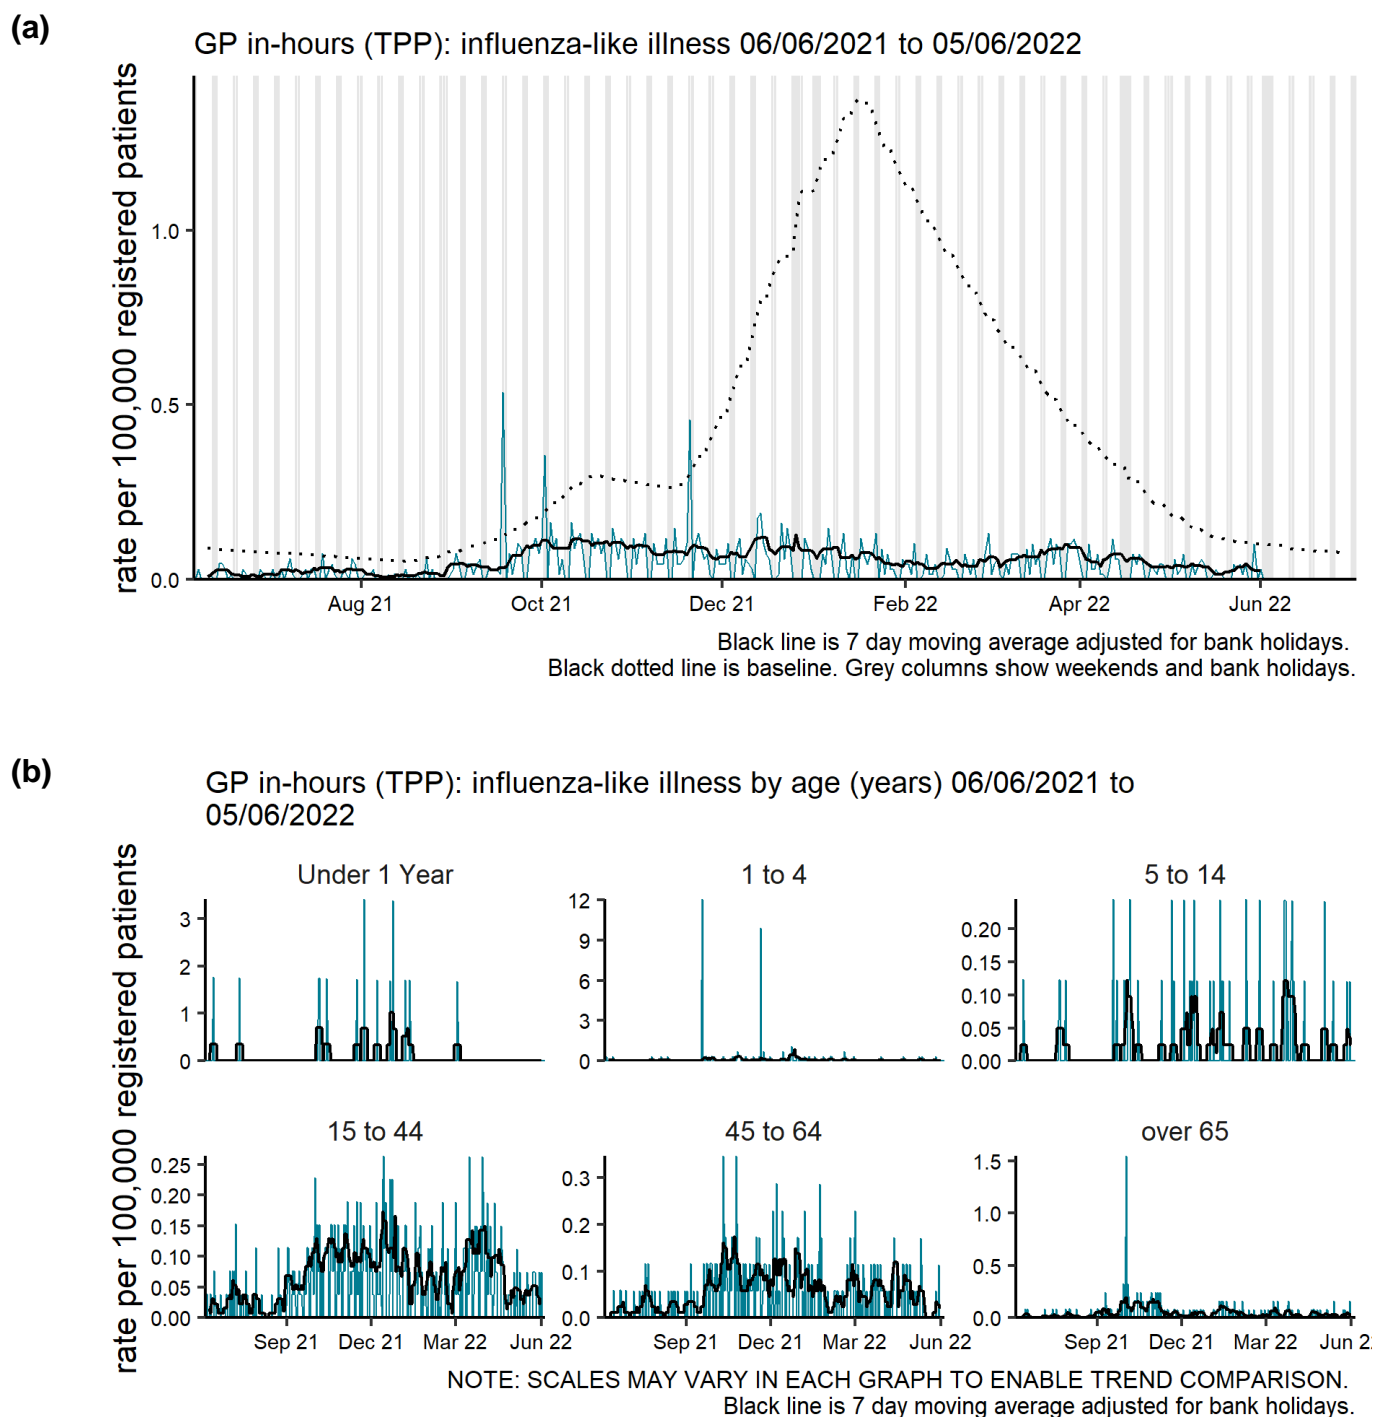 (a)
GP in-hours (TPP): influenza-like illness 06/06/2021 to 05/06/2022
rate per 100,000 registered patients
1.0
0.5
0.0
Aug 21 Oct 21 Dec 21 Feb 22 Apr 22 Jun 22
Black line is 7 day moving average adjusted for bank holidays.
Black dotted line is baseline. Grey columns show weekends and bank holidays.
(b)
GP in-hours (TPP): influenza-like illness by age (years) 06/06/2021 to
05/06/2022
rate per 100,000 registered patients
Under 1 Year
3
2
1
0
1 to 4
12
9
6
3
0
5 to 14
0.20
0.15
0.10
0.05
0.00
15 to 44
0.25
0.20
0.15
0.10
0.05
0.00
Sep 21 Dec 21 Mar 22 Jun 22
45 to 64
0.3
0.2
0.1
0.0
Sep 21 Dec 21 Mar 22 Jun 22
over 65
1.5
1.0
0.5
0.0
Sep 21 Dec 21 Mar 22 Jun 2
NOTE: SCALES MAY VARY IN EACH GRAPH TO ENABLE TREND COMPARISON.
Black line is 7 day moving average adjusted for bank holidays.